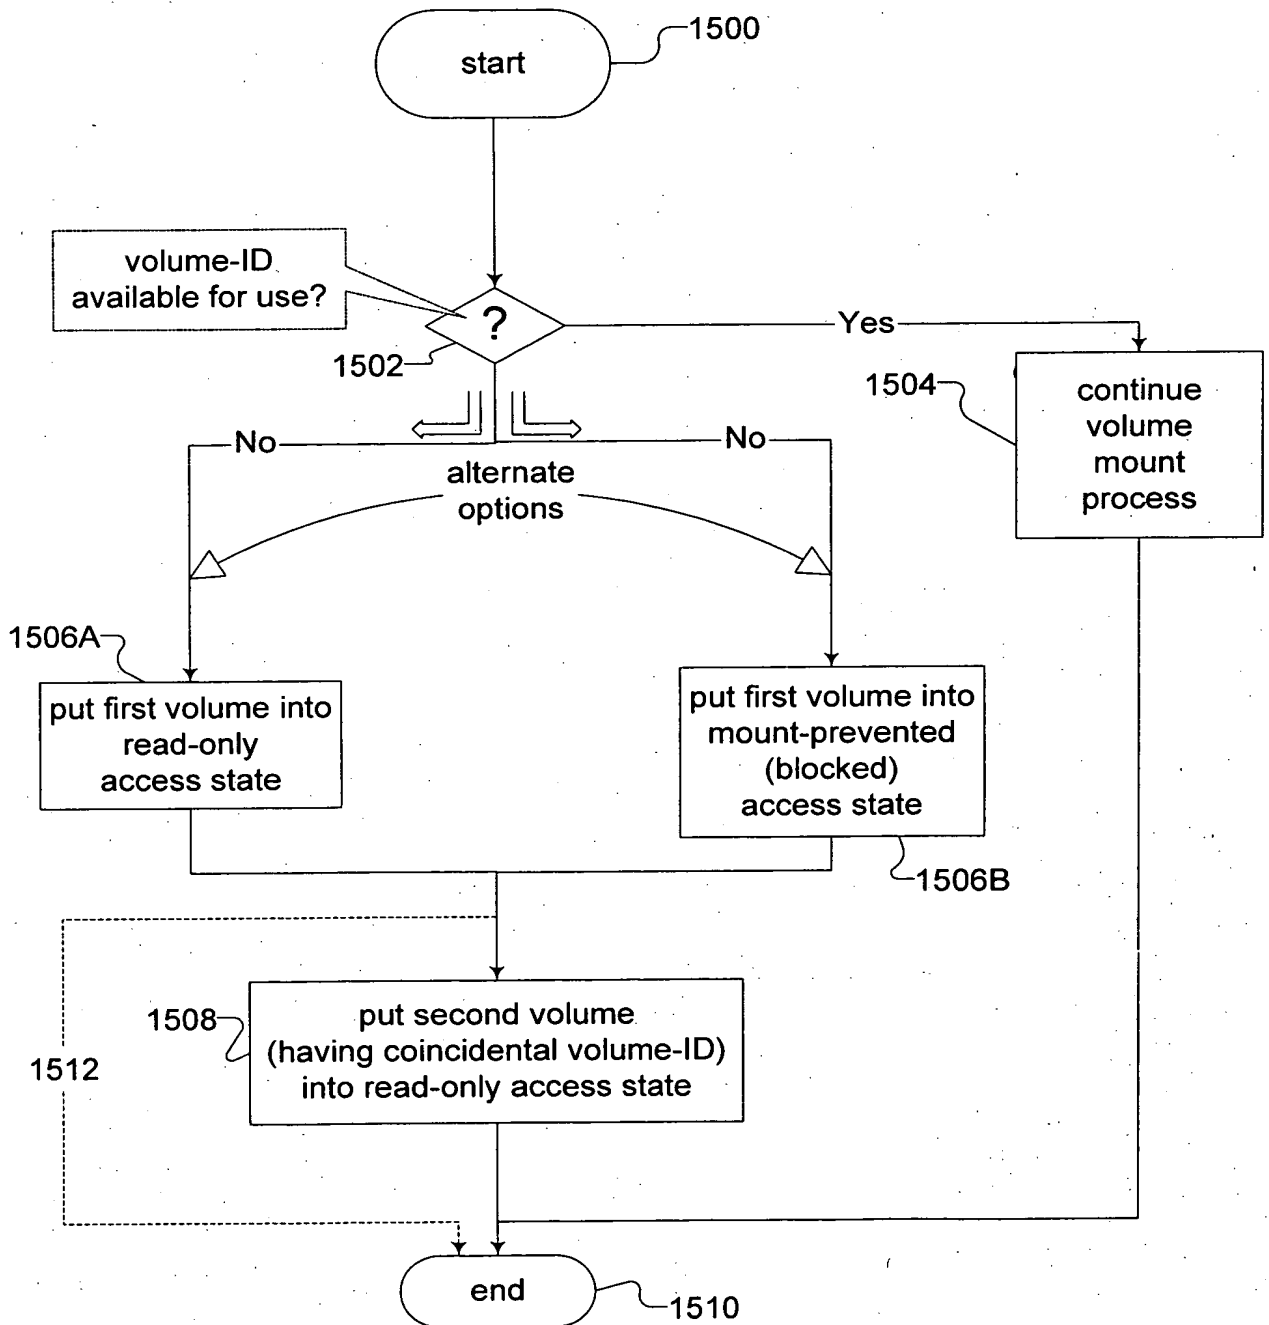 1500
start
volume-ID
available for use?
?
1502
Yes
1504
continue
volume
mount
process
No
No
alternate
options
1506A
put first volume into
read-only
access state
put first volume into
mount-prevented
(blocked)
access state
1506B
1508
put second volume
(having coincidental volume-ID)
into read-only access state
1512
end
1510